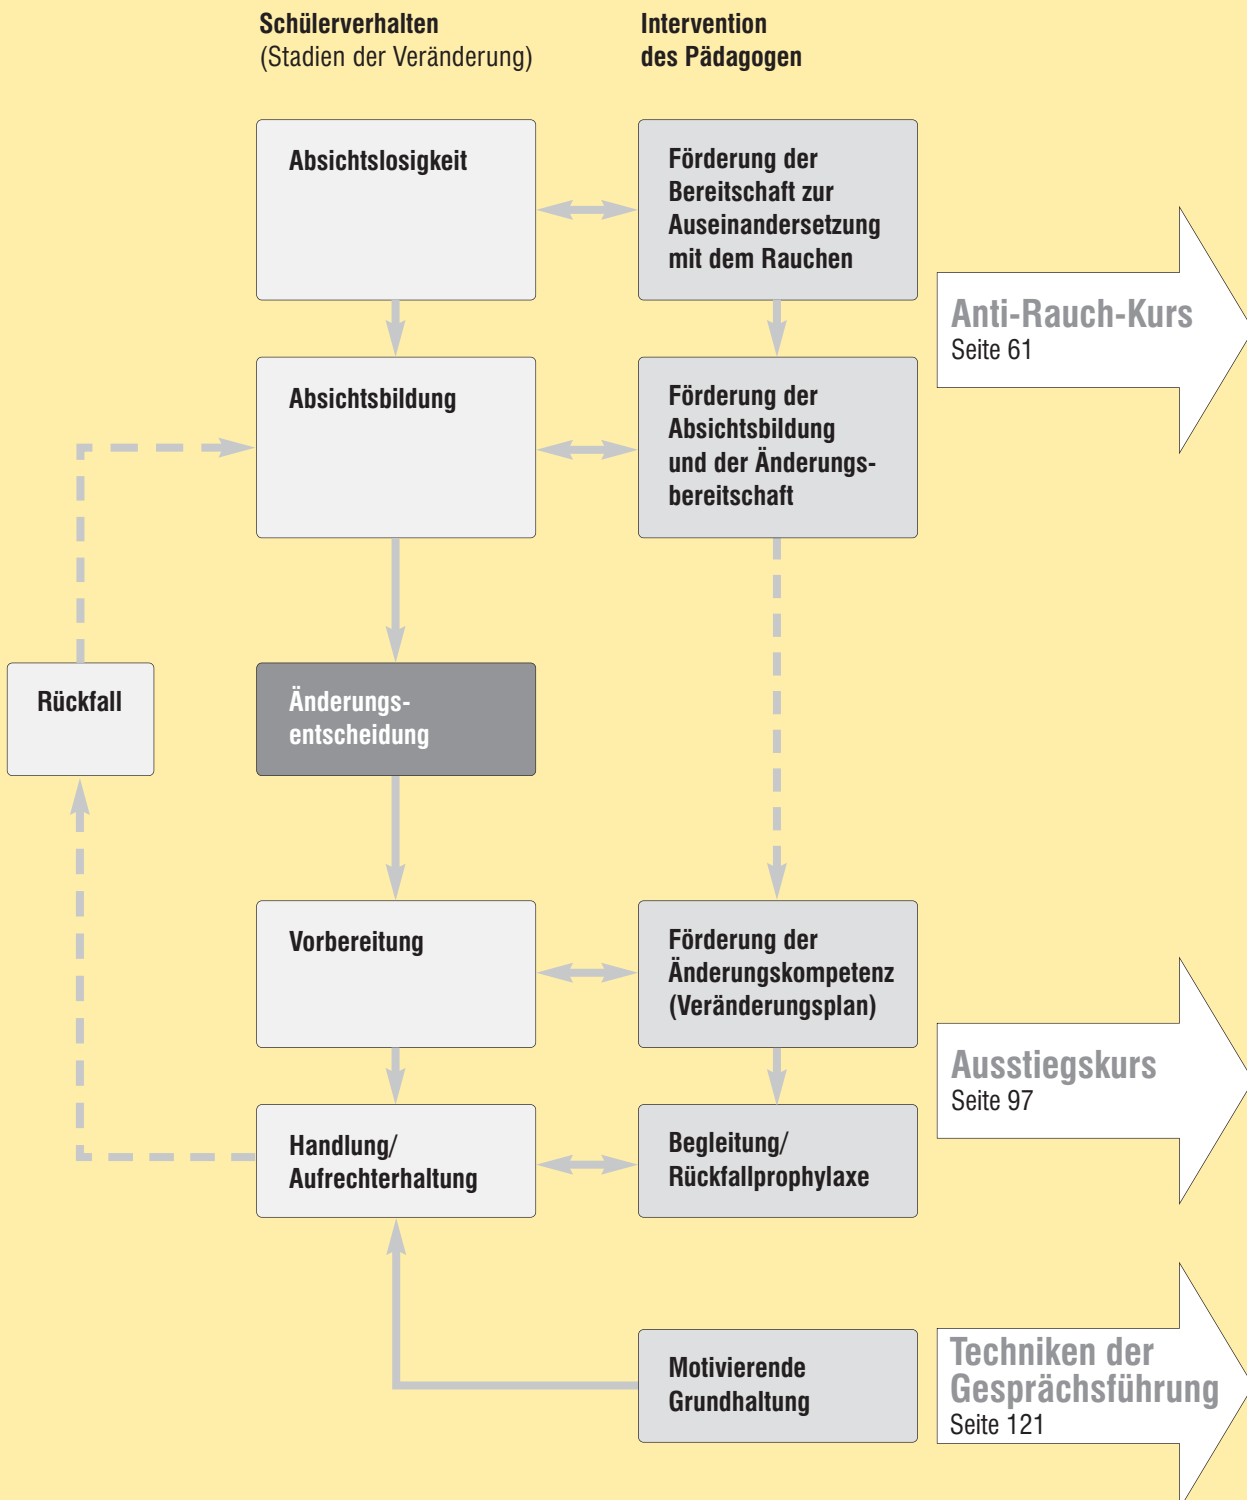 Schülerverhalten
(Stadien der Veränderung)
Intervention
des Pädagogen
Absichtslosigkeit
Förderung der
Bereitschaft zur
Auseinandersetzung
mit dem Rauchen
Anti-Rauch-Kurs
Seite 61
Absichtsbildung
Förderung der
Absichtsbildung
und der Änderungs-
bereitschaft
Rückfall
Änderungs-
entscheidung
Vorbereitung
Förderung der
Änderungskompetenz
(Veränderungsplan)
Ausstiegskurs
Seite 97
Handlung/
Aufrechterhaltung
Begleitung/
Rückfallprophylaxe
Motivierende
Grundhaltung
Techniken der
Gesprächsführung
Seite 121